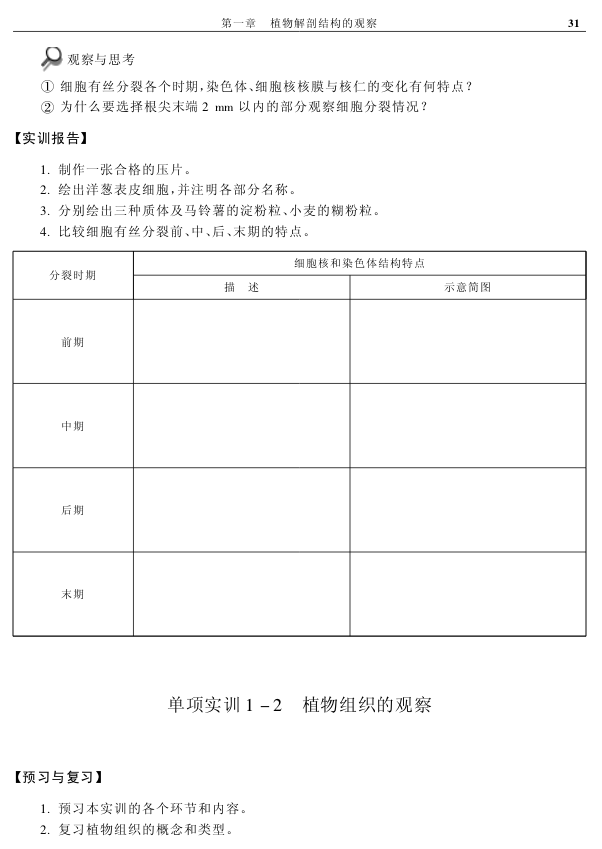 第一章 植物解剖结构的观察 31
观察与思考
① 细胞有丝分裂各个时期,染色体、细胞核核膜与核仁的变化有何特点?
② 为什么要选择根尖末端 2 mm 以内的部分观察细胞分裂情况?
【实训报告】
1. 制作一张合格的压片。
2. 绘出洋葱表皮细胞,并注明各部分名称。
3. 分别绘出三种质体及马铃薯的淀粉粒、小麦的糊粉粒。
4. 比较细胞有丝分裂前、中、后、末期的特点。
分裂时期
细胞核和染色体结构特点
描 述 示意简图
前期
中期
后期
末期
单项实训 1－2 植物组织的观察
【预习与复习】
1. 预习本实训的各个环节和内容。
2. 复习植物组织的概念和类型。